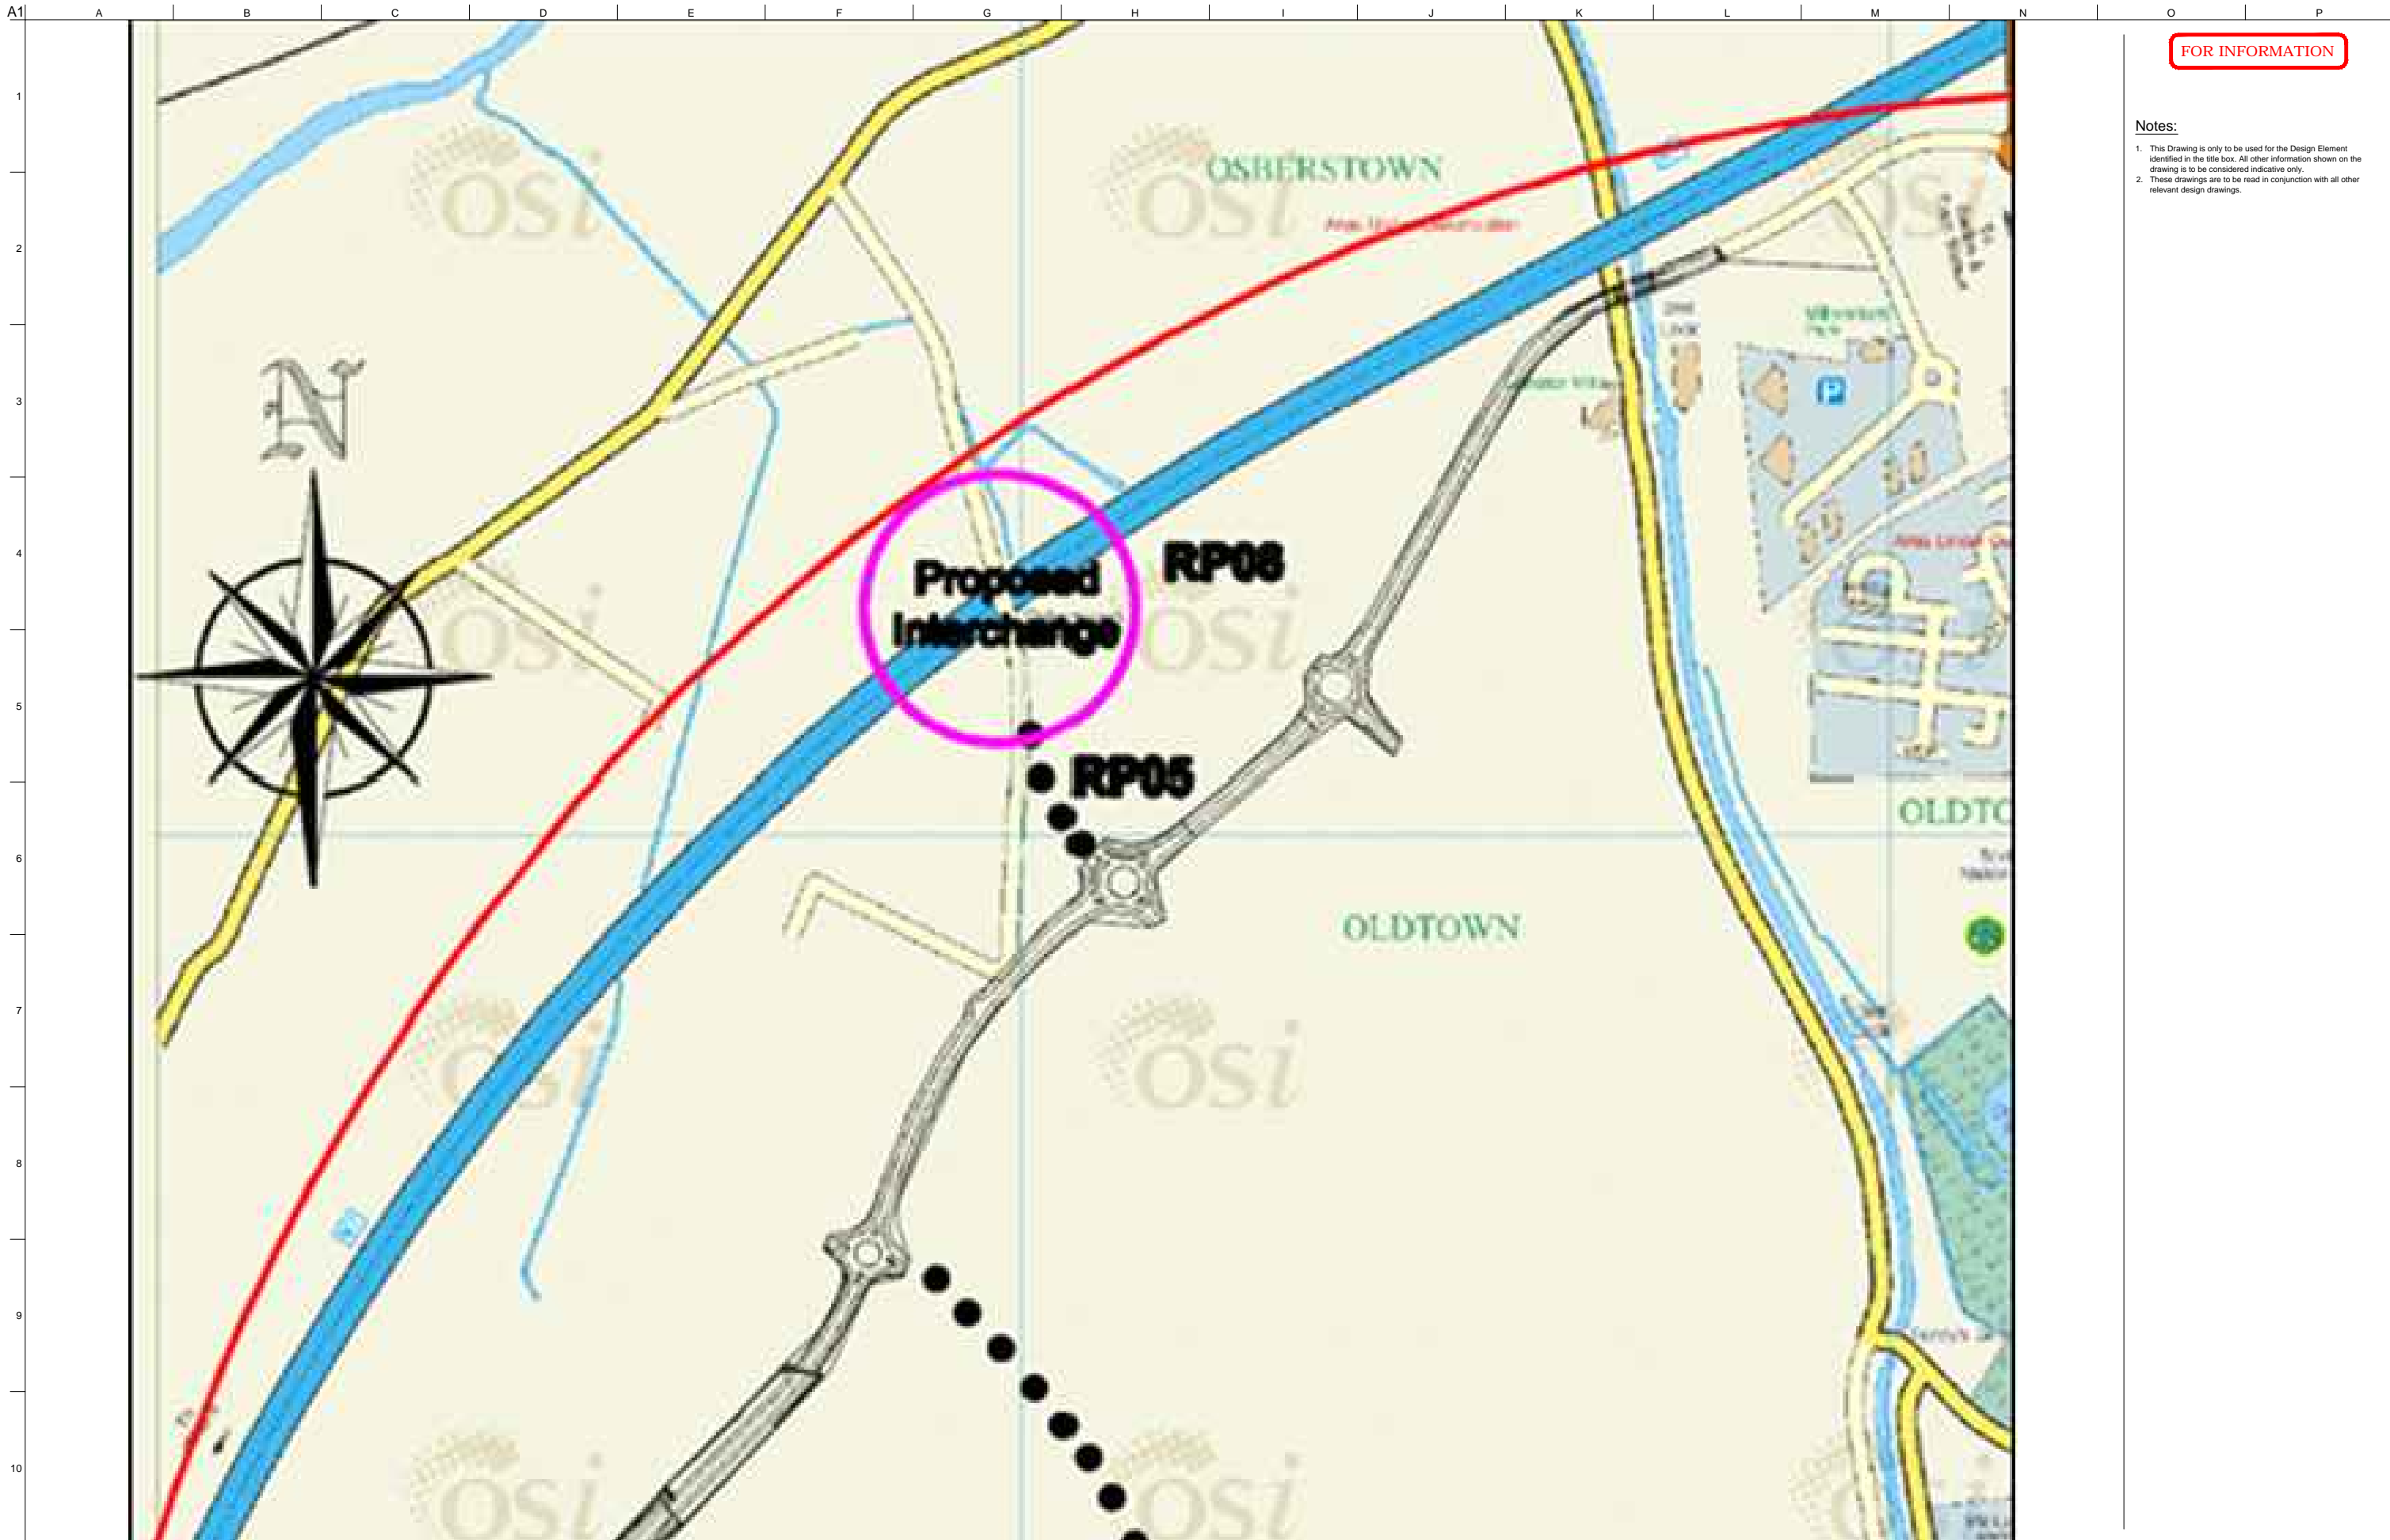 A1
A B C D E F G H I J K L M N O P
1
2
3
4
5
6
7
8
9
10
FOR INFORMATION
Notes:
1. This Drawing is only to be used for the Design Element
identified in the title box. All other information shown on the
drawing is to be considered indicative only.
2. These drawings are to be read in conjunction with all other
relevant design drawings.
OSBERSTOWN
N
P
Proposed
Interchange
RP08
RP05
OLDTO
OLDTOWN
osi
osi
osi
osi
osi
osi
osi
osi